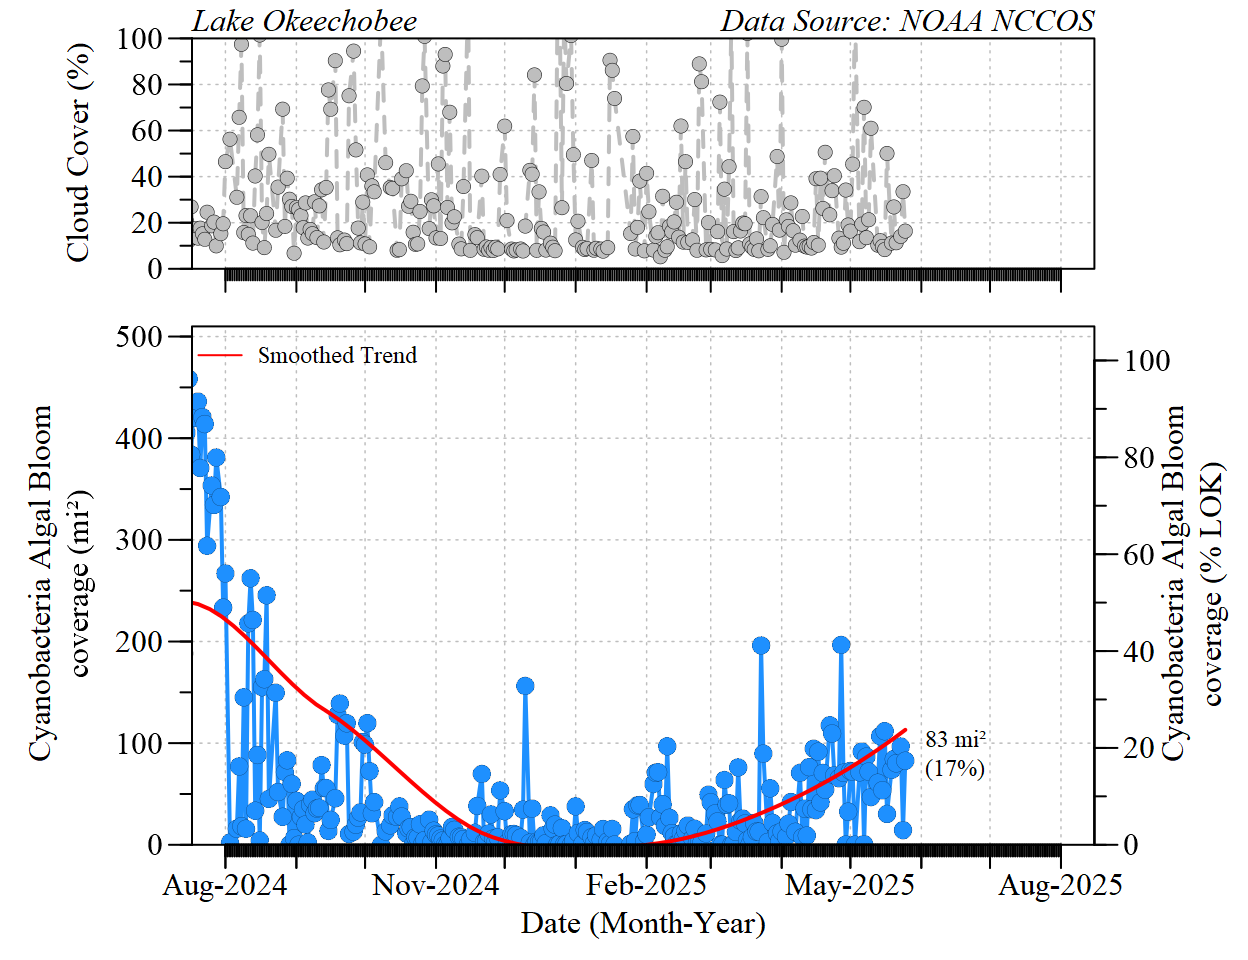 Lake Okeechobee
Data Source: NOAA NCCOS
Cloud Cover (%)
100
80
60
40
20
0
Smoothed Trend
Cyanobacteria Algal Bloom
coverage (mi²)
500
400
300
200
100
0
83 mi²
(17%)
100
80
60
40
20
0
Cyanobacteria Algal Bloom
coverage (% LOK)
Aug-2024
Nov-2024
Feb-2025
May-2025
Aug-2025
Date (Month-Year)